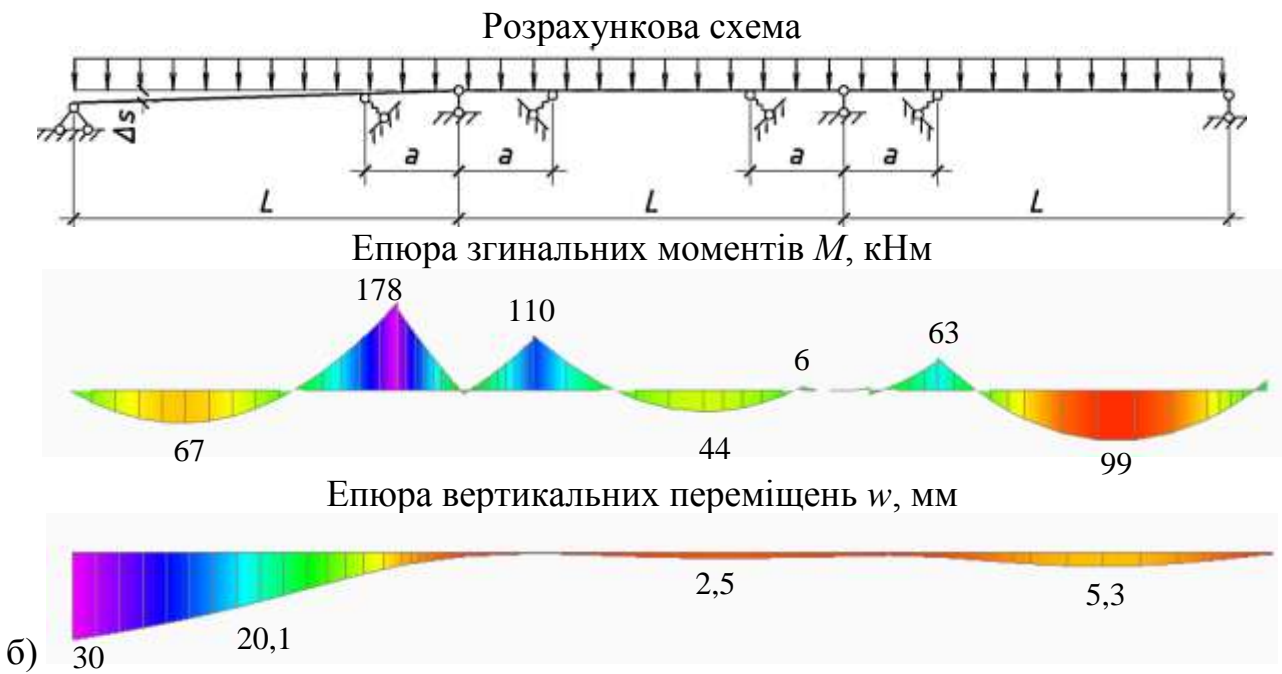 Розрахункова схема
Δs
a a a a
L L L
Епюра згинальних моментів M, кНм
178
110
6
63
67
44
99
Епюра вертикальних переміщень w, мм
2,5
5,3
20,1
б) 30